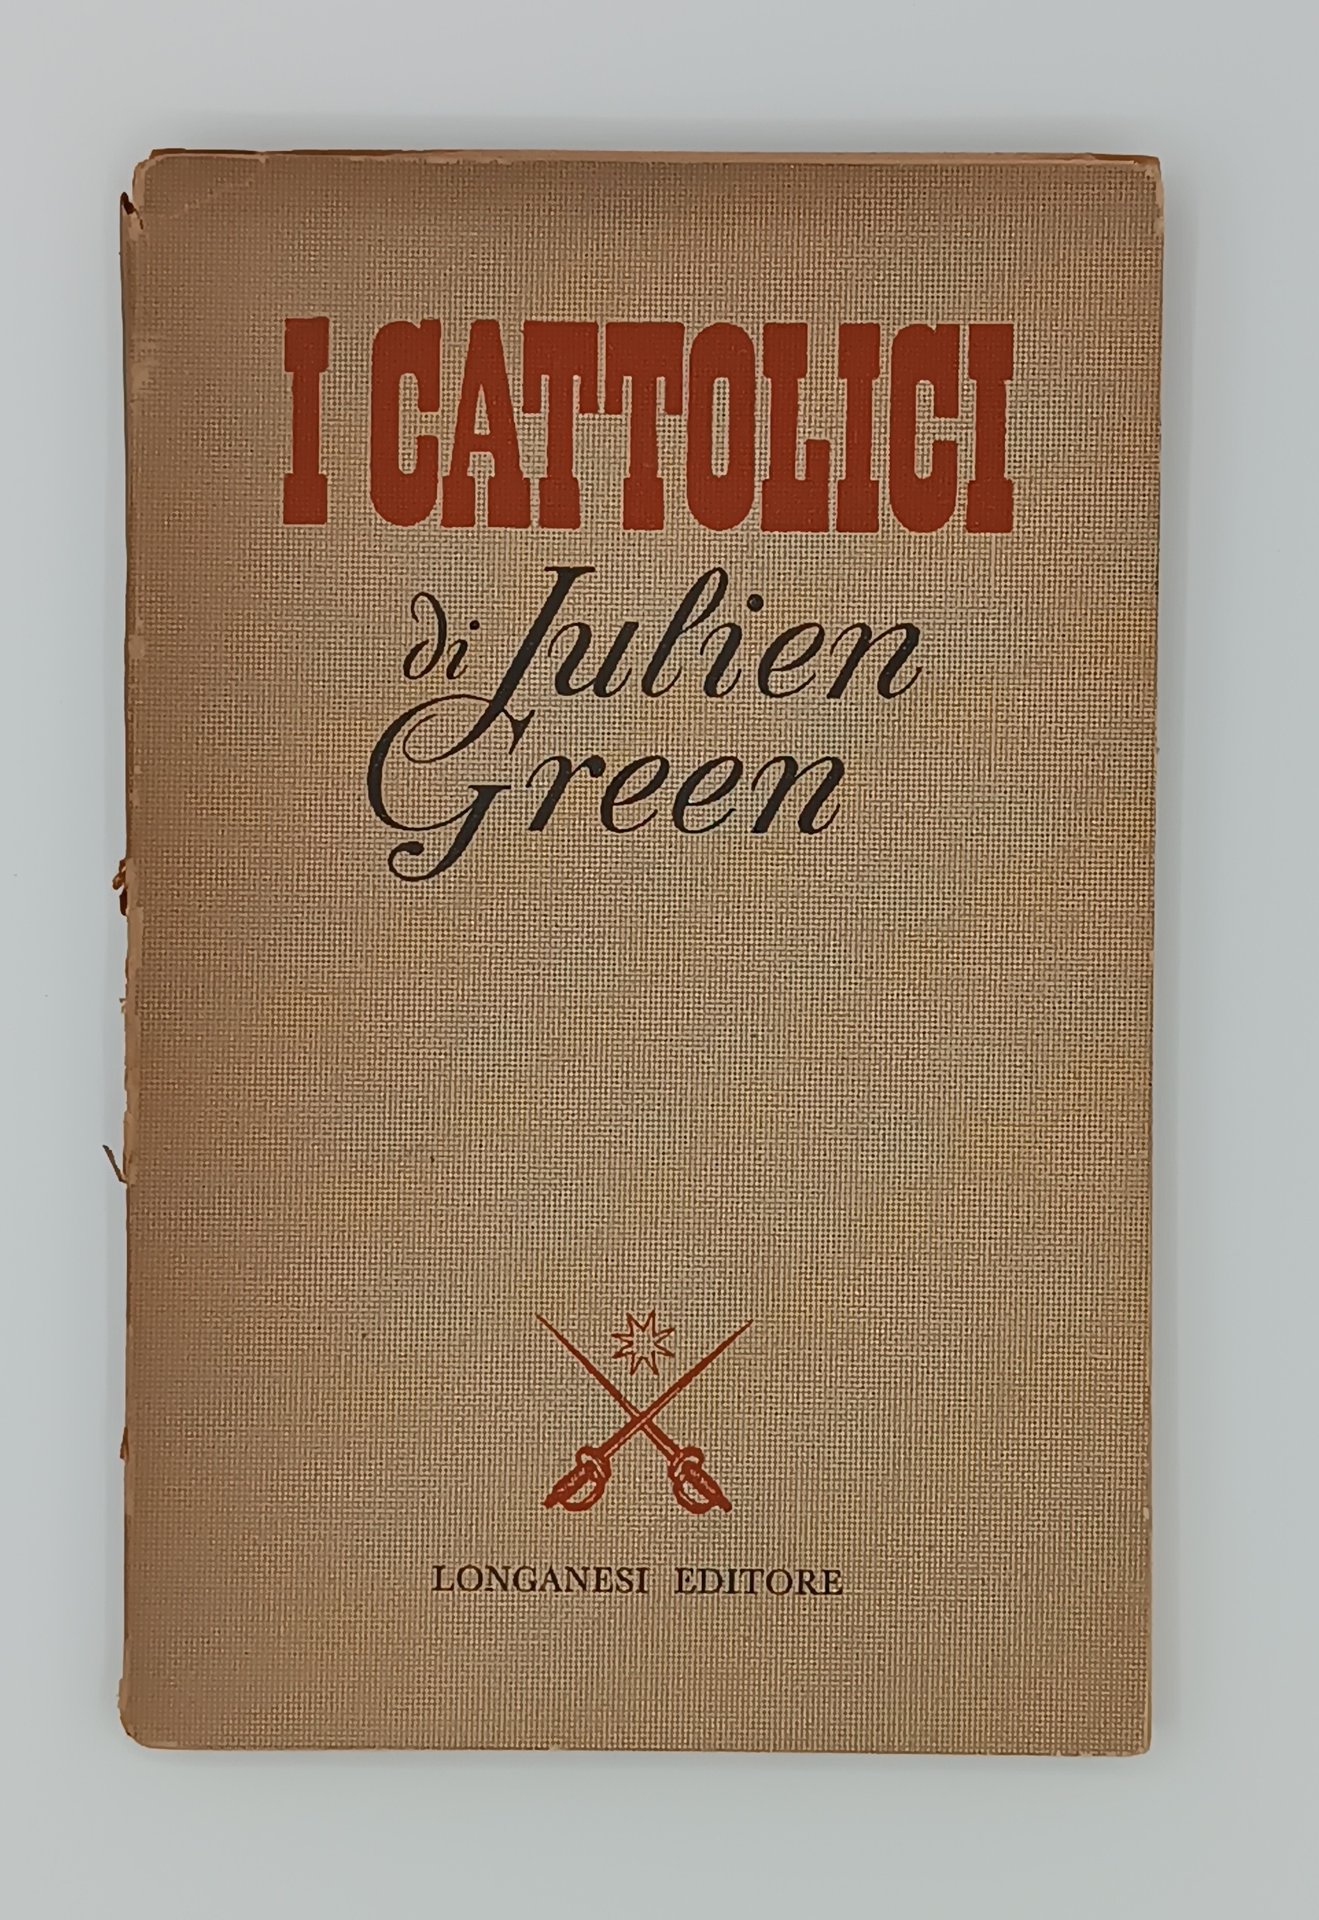 I CATTOLICI
di Julien
Green
LONGANESI EDITORE